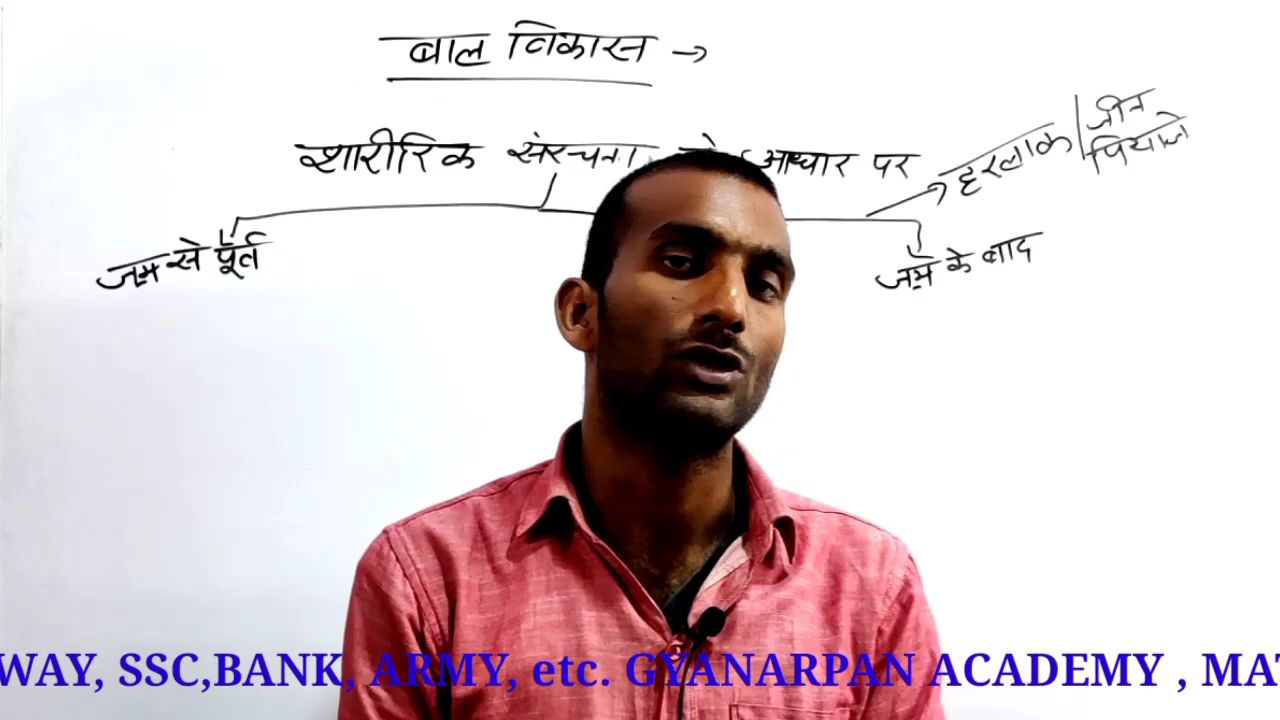 बाल विकास →
शारीरिक संरचना के आधार पर
हरलाक / जीन पियाजे
जन्म से पूर्व
जन्म के बाद
WAY, SSC,BANK, ARMY, etc. GYANARPAN ACADEMY , MAT